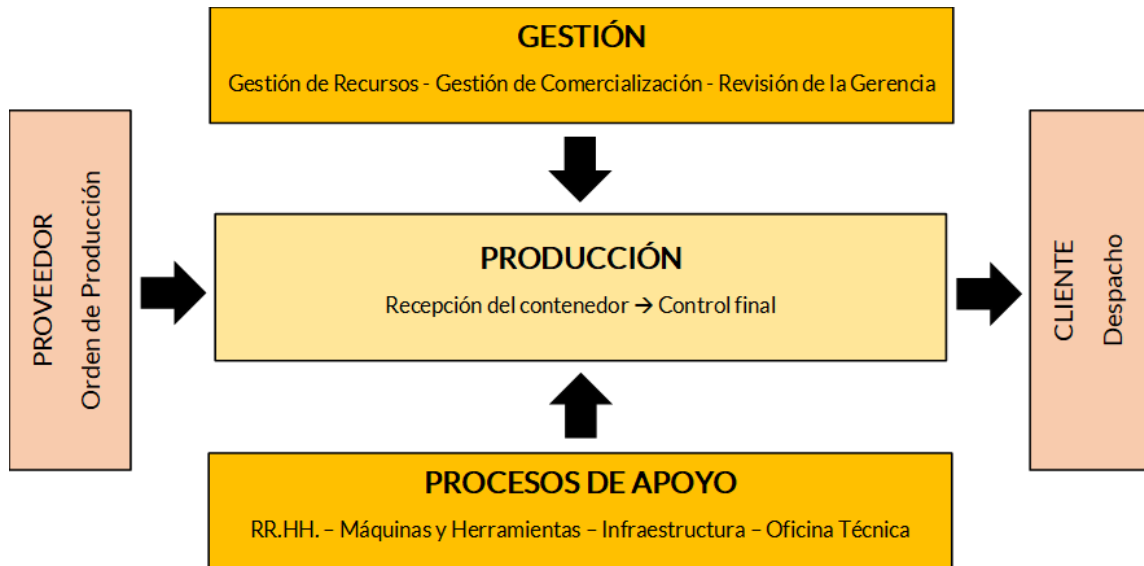 GESTIÓN
Gestión de Recursos - Gestión de Comercialización - Revisión de la Gerencia
PROVEEDOR
Orden de Producción
PRODUCCIÓN
Recepción del contenedor → Control final
CLIENTE
Despacho
PROCESOS DE APOYO
RR.HH. – Máquinas y Herramientas – Infraestructura – Oficina Técnica